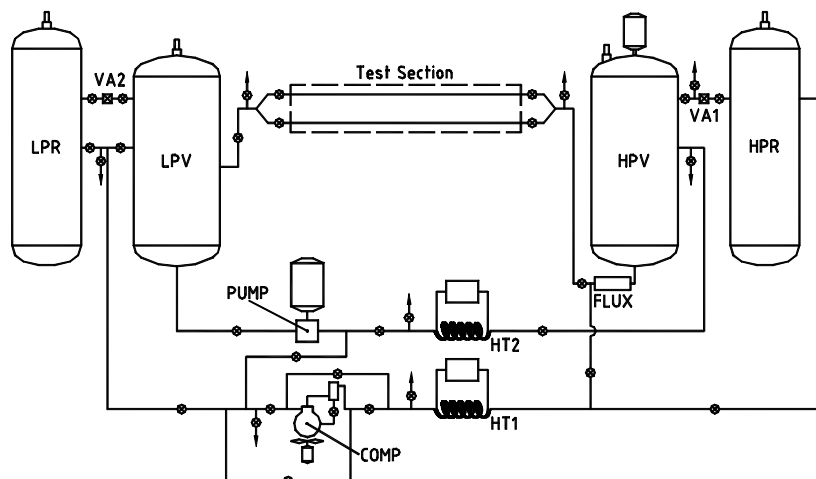 Test Section
VA2
VA1
LPR
LPV
HPV
HPR
PUMP
FLUX
HT2
HT1
COMP